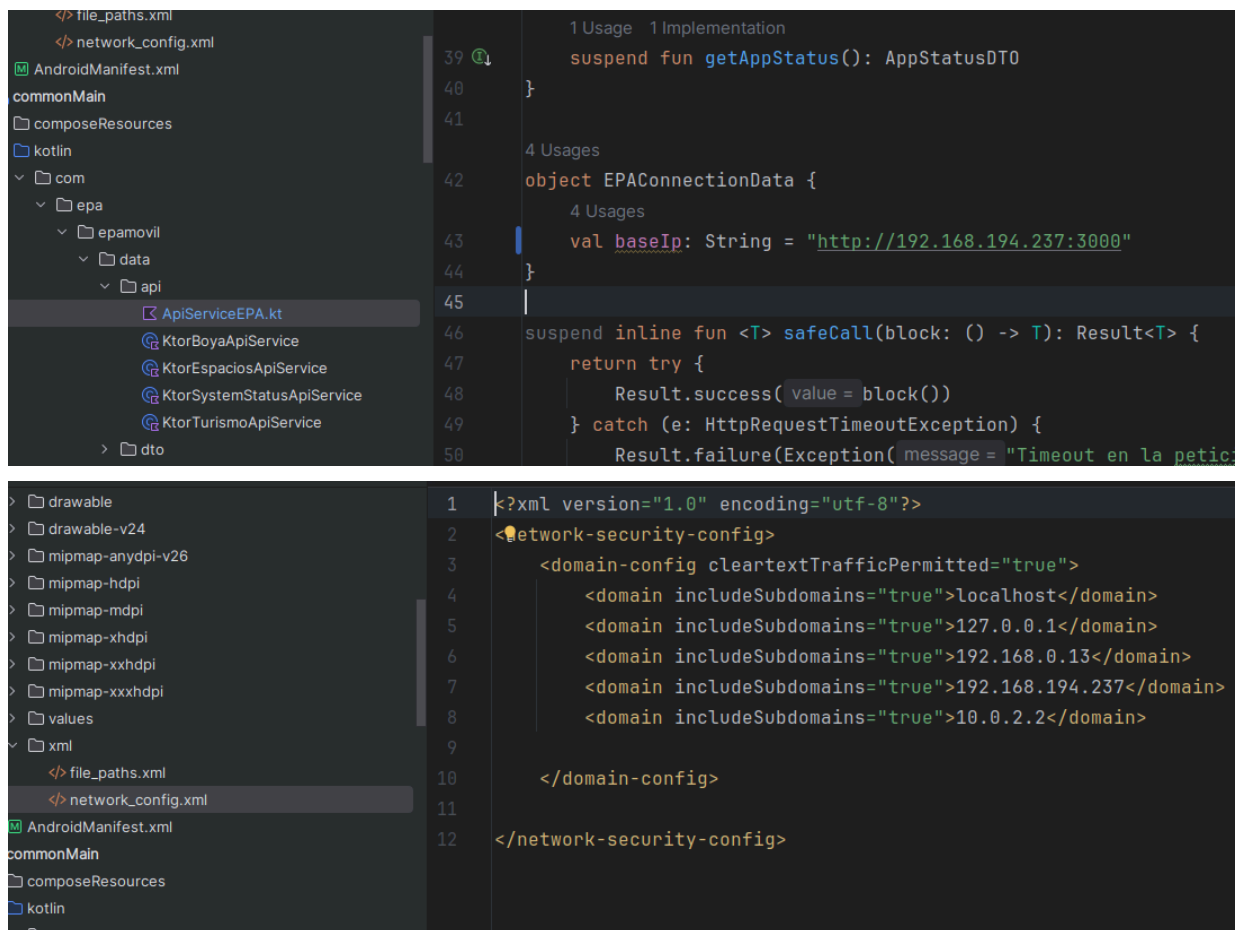 file_paths.xml
network_config.xml
AndroidManifest.xml
commonMain
composeResources
kotlin
com
epa
epamovil
data
api
ApiServiceEPA.kt
KtorBoyaApiService
KtorEspaciosApiService
KtorSystemStatusApiService
KtorTurismoApiService
dto
1 Usage 1 Implementation
39 suspend fun getAppStatus(): AppStatusDTO
40 }
41
4 Usages
42 object EPAConnectionData {
4 Usages
43 val baseIp: String = "http://192.168.194.237:3000"
44 }
45
46 suspend inline fun <T> safeCall(block: () -> T): Result<T> {
47 return try {
48 Result.success( value = block())
49 } catch (e: HttpRequestTimeoutException) {
50 Result.failure(Exception( message = "Timeout en la petic
drawable
drawable-v24
mipmap-anydpi-v26
mipmap-hdpi
mipmap-mdpi
mipmap-xhdpi
mipmap-xxhdpi
mipmap-xxxhdpi
values
xml
file_paths.xml
network_config.xml
AndroidManifest.xml
commonMain
composeResources
kotlin
1 <?xml version="1.0" encoding="utf-8"?>
2 <etwork-security-config>
3 <domain-config cleartextTrafficPermitted="true">
4 <domain includeSubdomains="true">localhost</domain>
5 <domain includeSubdomains="true">127.0.0.1</domain>
6 <domain includeSubdomains="true">192.168.0.13</domain>
7 <domain includeSubdomains="true">192.168.194.237</domain>
8 <domain includeSubdomains="true">10.0.2.2</domain>
9
10 </domain-config>
11
12 </network-security-config>